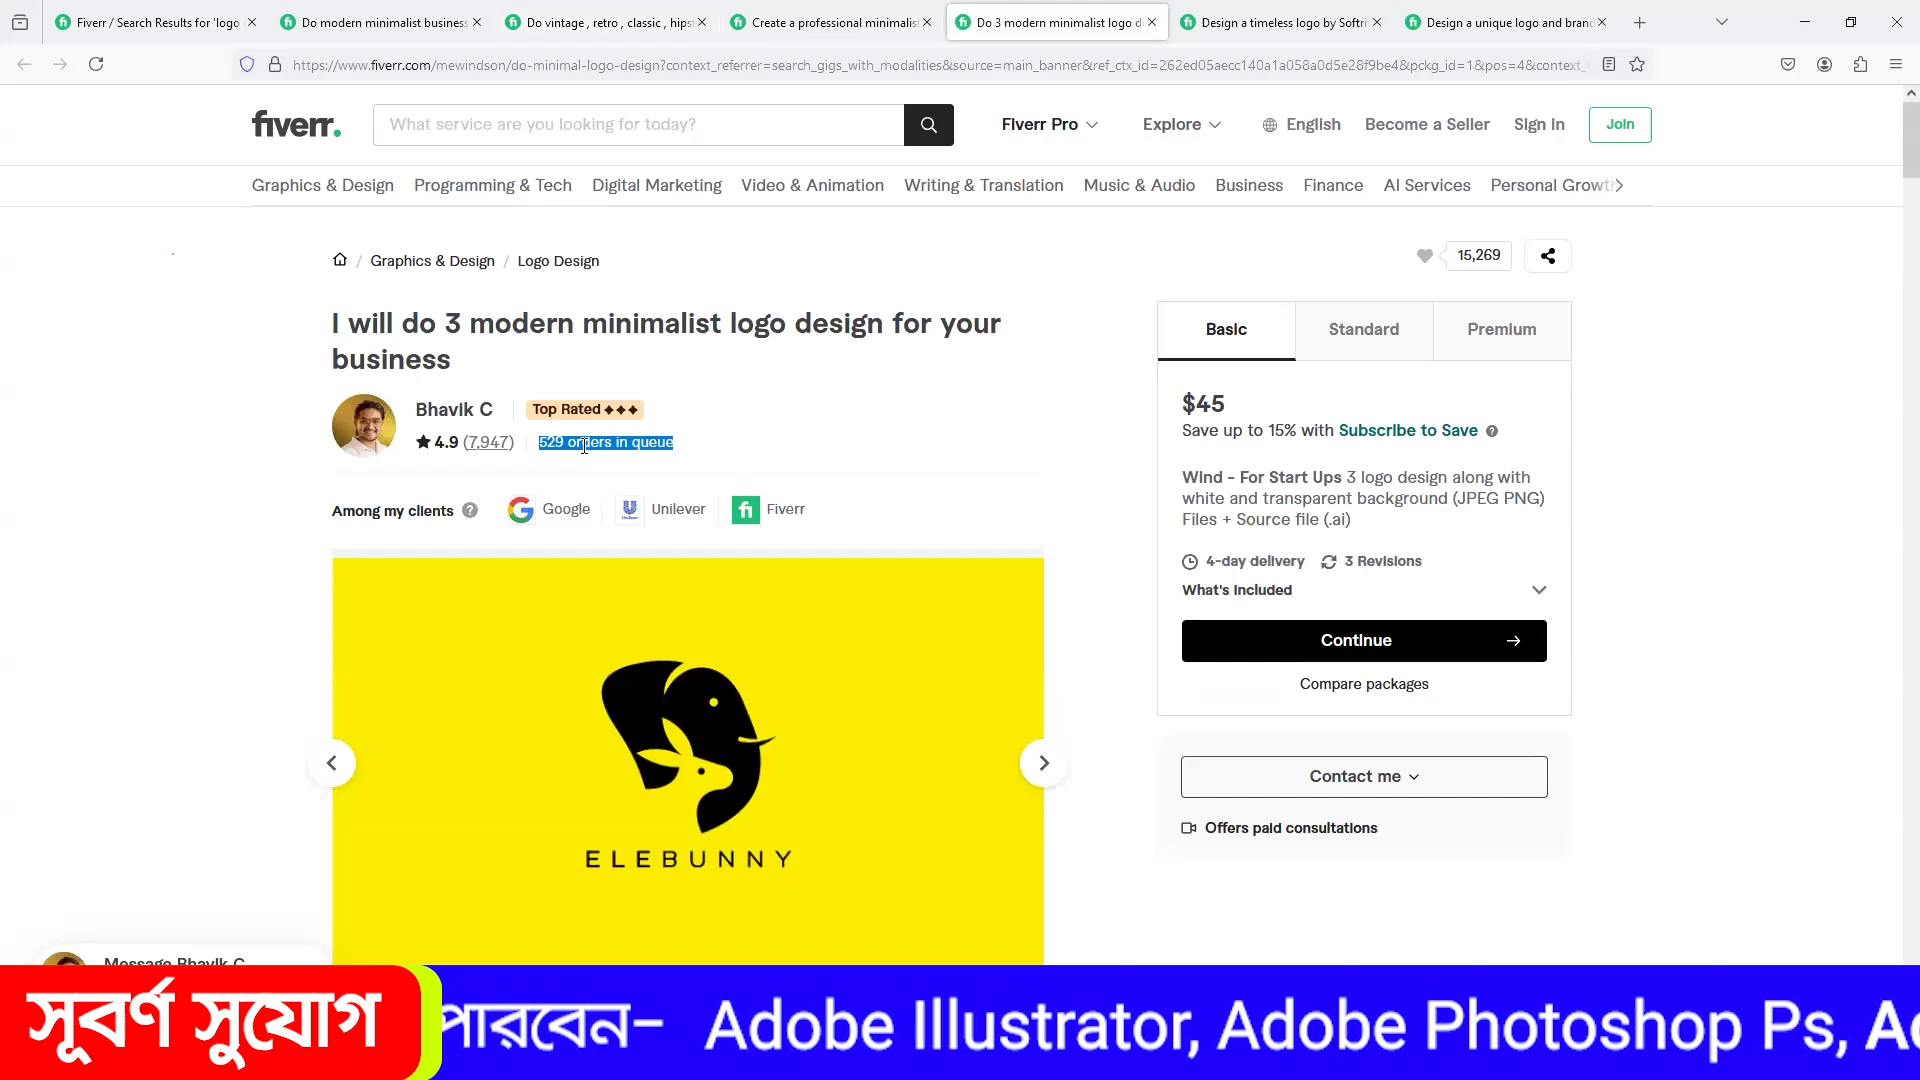 Fiverr / Search Results for 'logo
Do modern minimalist business
Do vintage , retro , classic , hips
Create a professional minimalis
Do 3 modern minimalist logo d
Design a timeless logo by Softri
Design a unique logo and bran
https://www.fiverr.com/mewindson/do-minimal-logo-design?context_referrer=search_gigs_with_modalities&source=main_banner&ref_ctx_id=262ed05aecc140a1a058a0d5e28f9be4&pckg_id=1&pos=4&context_
fiverr.
What service are you looking for today?
Fiverr Pro
Explore
English
Become a Seller
Sign In
Join
Graphics & Design
Programming & Tech
Digital Marketing
Video & Animation
Writing & Translation
Music & Audio
Business
Finance
AI Services
Personal Growt
/ Graphics & Design / Logo Design
15,269
I will do 3 modern minimalist logo design for your
business
Bhavik C
Top Rated
4.9 (7,947)
529 orders in queue
Among my clients
Google
Unilever
fi Fiverr
ELEBUNNY
Basic
Standard
Premium
$45
Save up to 15% with Subscribe to Save
Wind - For Start Ups 3 logo design along with
white and transparent background (JPEG PNG)
Files + Source file (.ai)
4-day delivery
3 Revisions
What's Included
Continue
Compare packages
Contact me
Offers paid consultations
Message Bhavik C
সূবর্ণ সুযোগ
পারবেন– Adobe Illustrator, Adobe Photoshop Ps, Ad